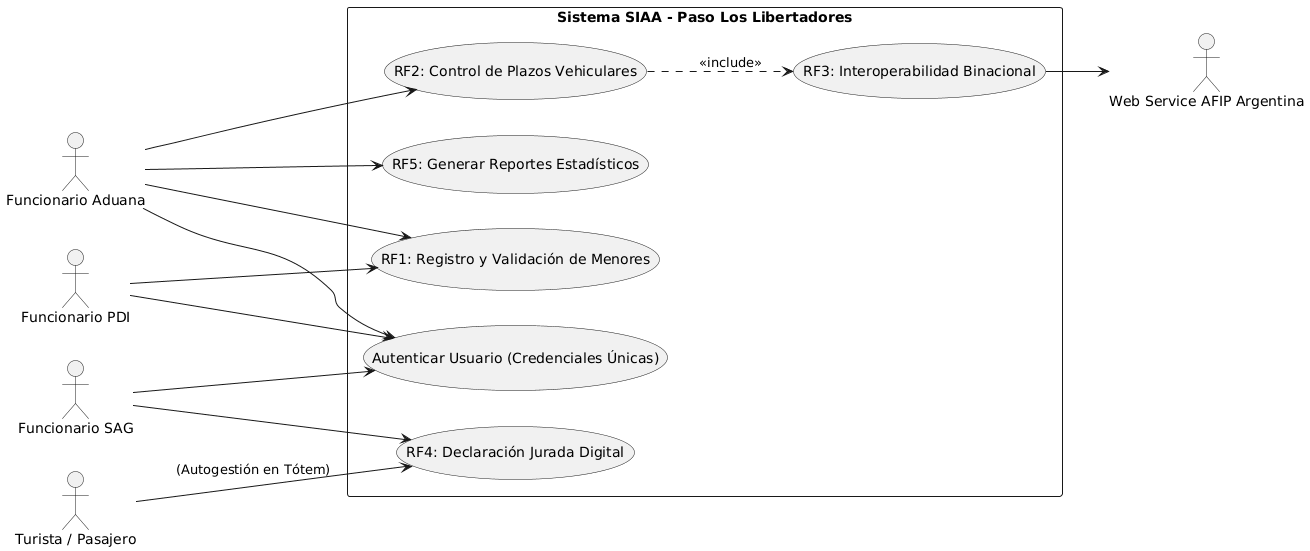 Sistema SIAA - Paso Los Libertadores
RF2: Control de Plazos Vehiculares
«include»
RF3: Interoperabilidad Binacional
Web Service AFIP Argentina
RF5: Generar Reportes Estadísticos
Funcionario Aduana
RF1: Registro y Validación de Menores
Funcionario PDI
Autenticar Usuario (Credenciales Únicas)
Funcionario SAG
RF4: Declaración Jurada Digital
(Autogestión en Tótem)
Turista / Pasajero